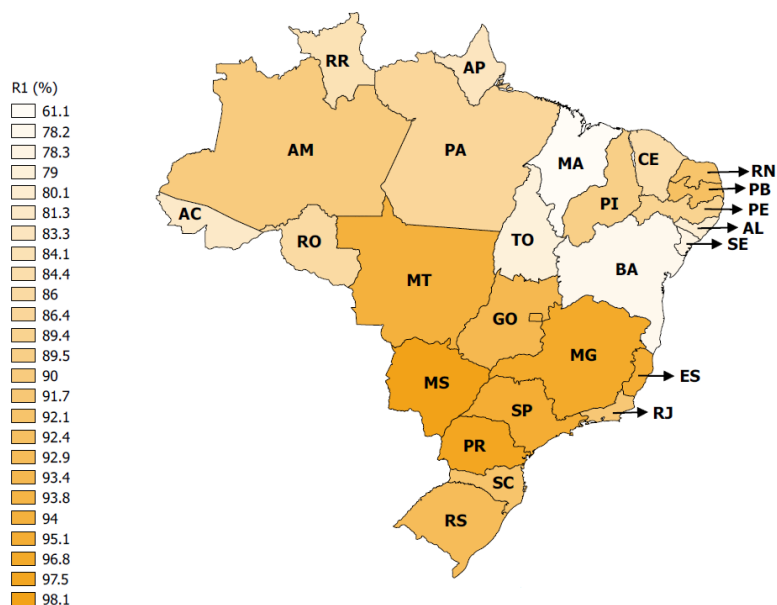 R1 (%)
61.1
78.2
78.3
79
80.1
81.3
83.3
84.1
84.4
86
86.4
89.4
89.5
90
91.7
92.1
92.4
92.9
93.4
93.8
94
95.1
96.8
97.5
98.1
RR
AP
AM
PA
MA
CE
RN
PB
PI
PE
AC
AL
RO
TO
SE
BA
MT
GO
MG
MS
ES
SP
RJ
PR
SC
RS